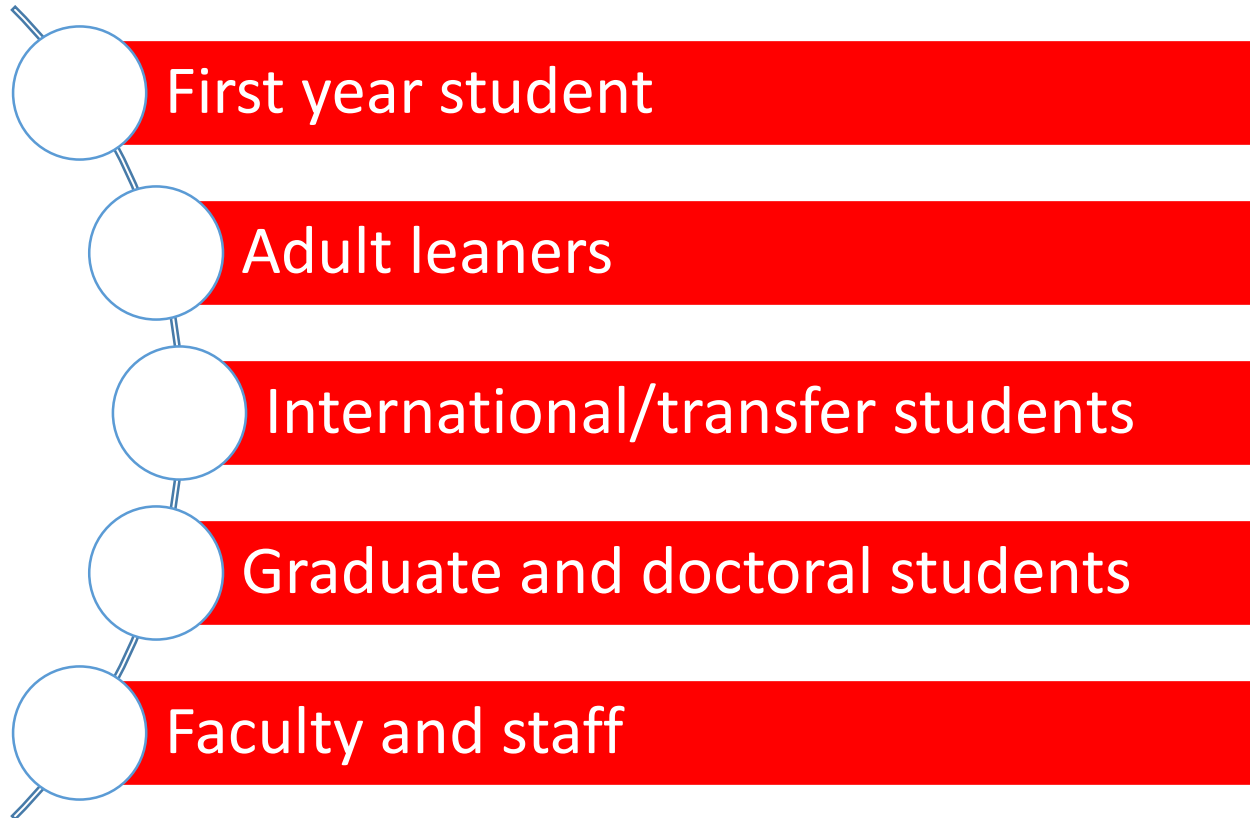 First year student
Adult leaners
International/transfer students
Graduate and doctoral students
Faculty and staff